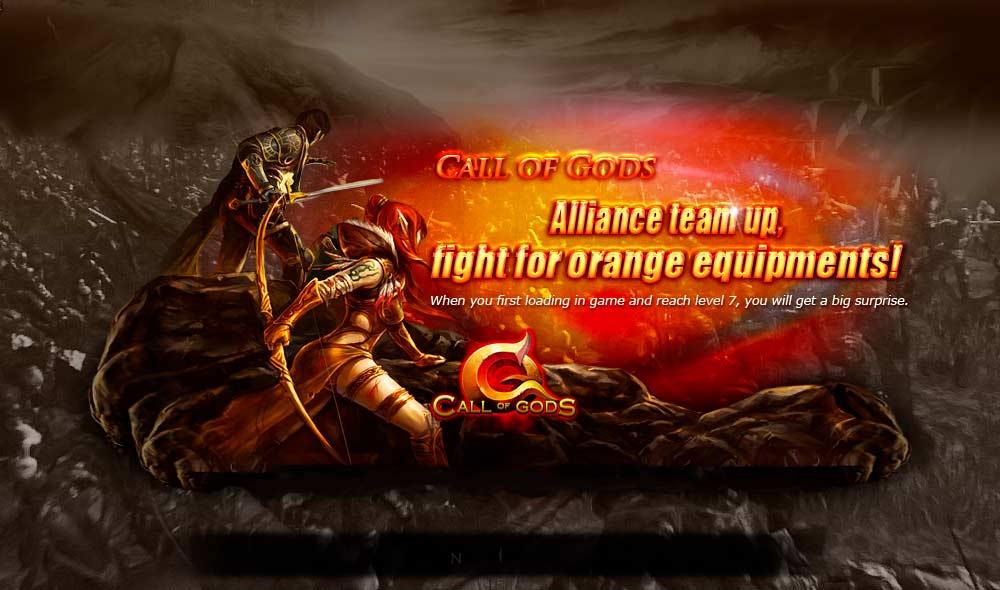 CALL OF GODS
Alliance team up,
fight for orange equipments!
When you first loading in game and reach level 7, you will get a big surprise.
CALL OF GODS